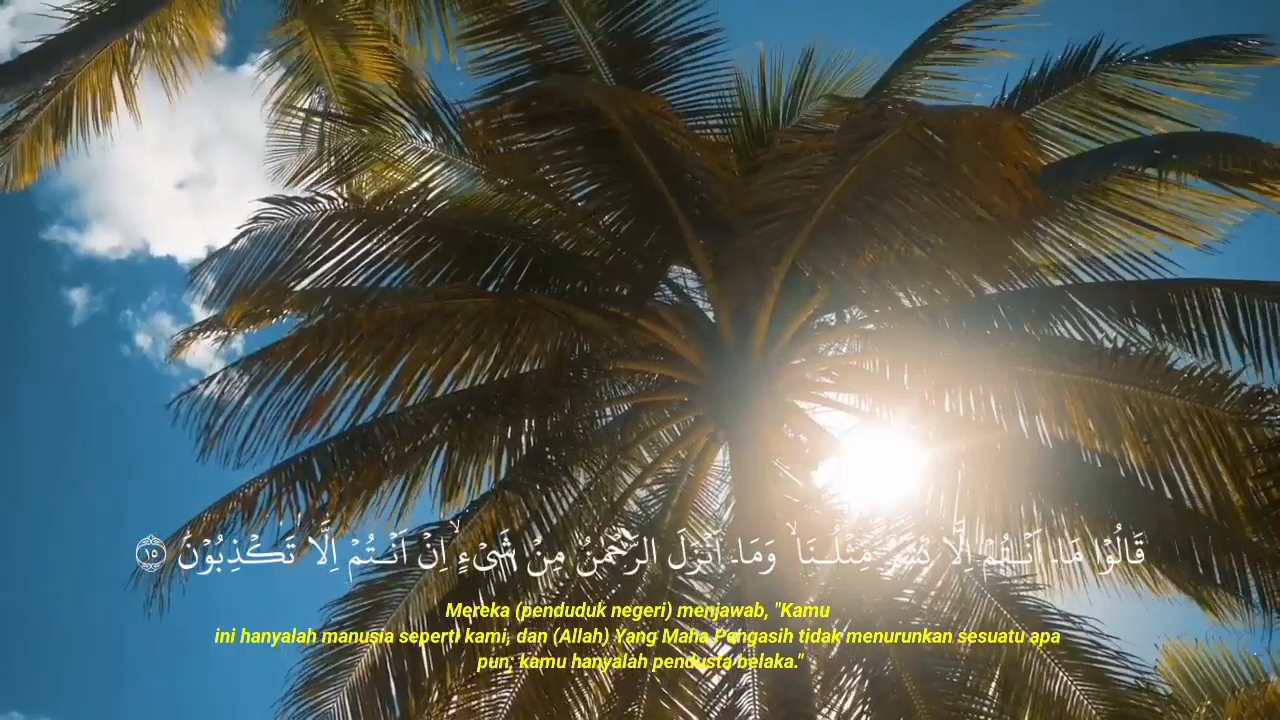 قَالُوْا مَآ اَنْتُمْ اِلَّا بَشَرٌ مِّثْلُنَاۙ وَمَآ اَنْزَلَ الرَّحْمٰنُ مِنْ شَيْءٍۙ اِنْ اَنْتُمْ اِلَّا تَكْذِبُوْنَ ١٥
Mereka (penduduk negeri) menjawab, "Kamu
ini hanyalah manusia seperti kami, dan (Allah) Yang Maha Pengasih tidak menurunkan sesuatu apa
pun; kamu hanyalah pendusta belaka."